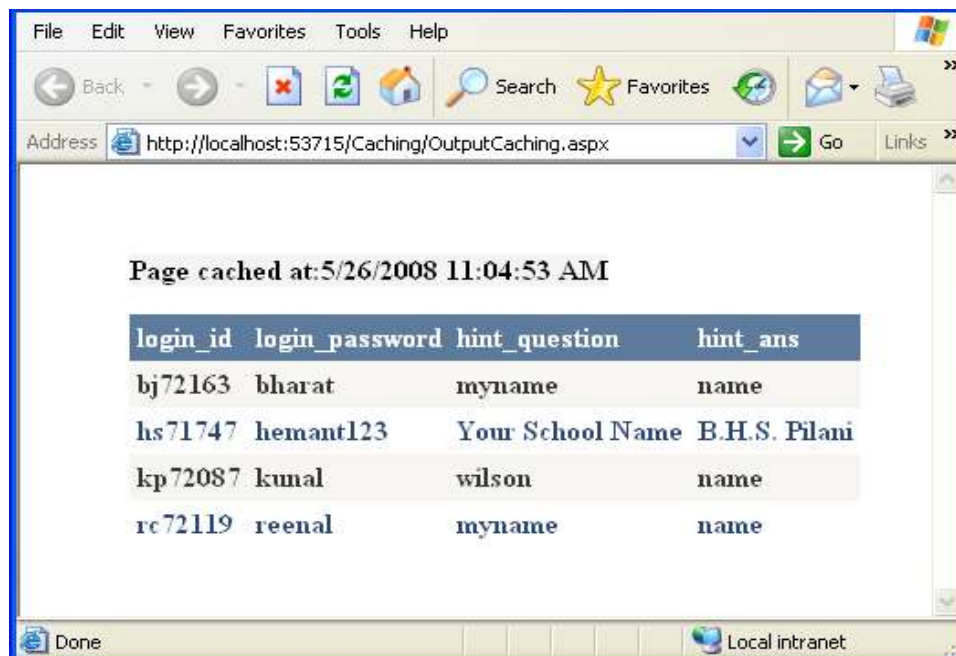 File Edit View Favorites Tools Help
Back Search Favorites »
Address http://localhost:53715/Caching/OutputCaching.aspx Go Links »
Page cached at:5/26/2008 11:04:53 AM
login_id login_password hint_question hint_ans
bj72163 bharat myname name
hs71747 hemant123 Your School Name B.H.S. Pilani
kp72087 kunal wilson name
rc72119 reenal myname name
Done Local intranet